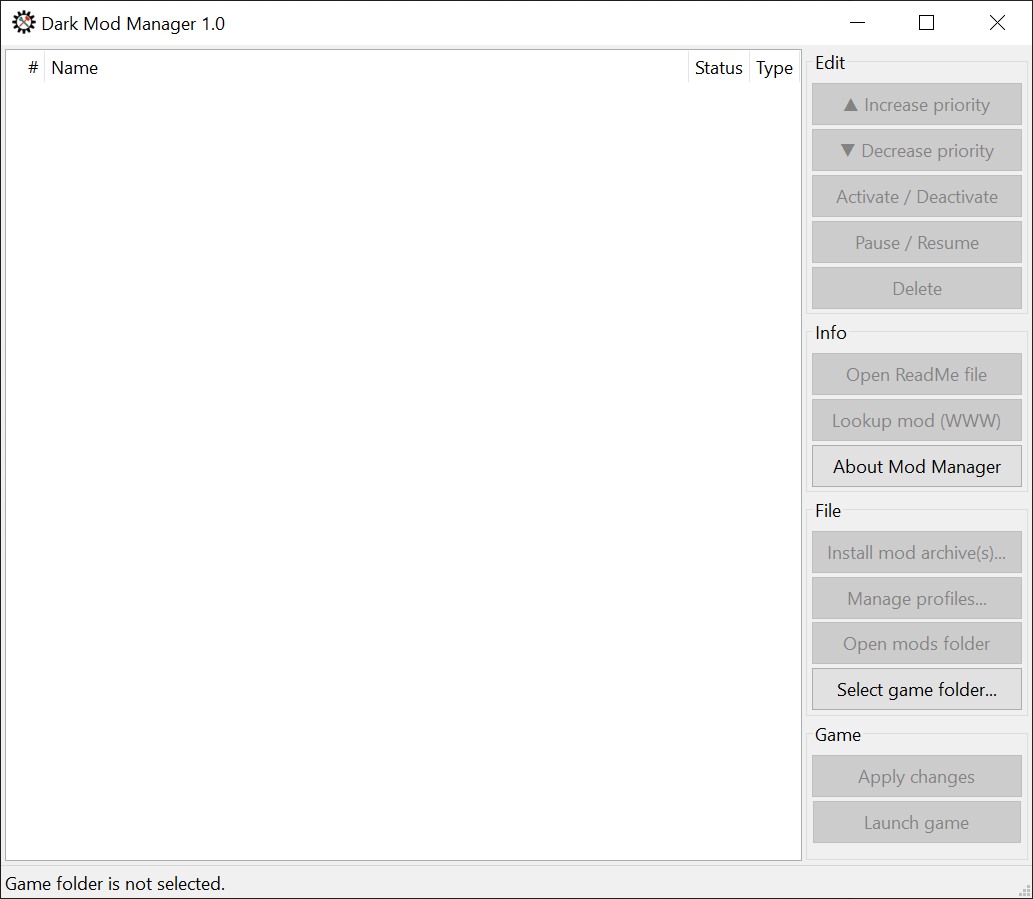 Dark Mod Manager 1.0
# Name Status Type
Edit
▲ Increase priority
▼ Decrease priority
Activate / Deactivate
Pause / Resume
Delete
Info
Open ReadMe file
Lookup mod (WWW)
About Mod Manager
File
Install mod archive(s)...
Manage profiles...
Open mods folder
Select game folder...
Game
Apply changes
Launch game
Game folder is not selected.